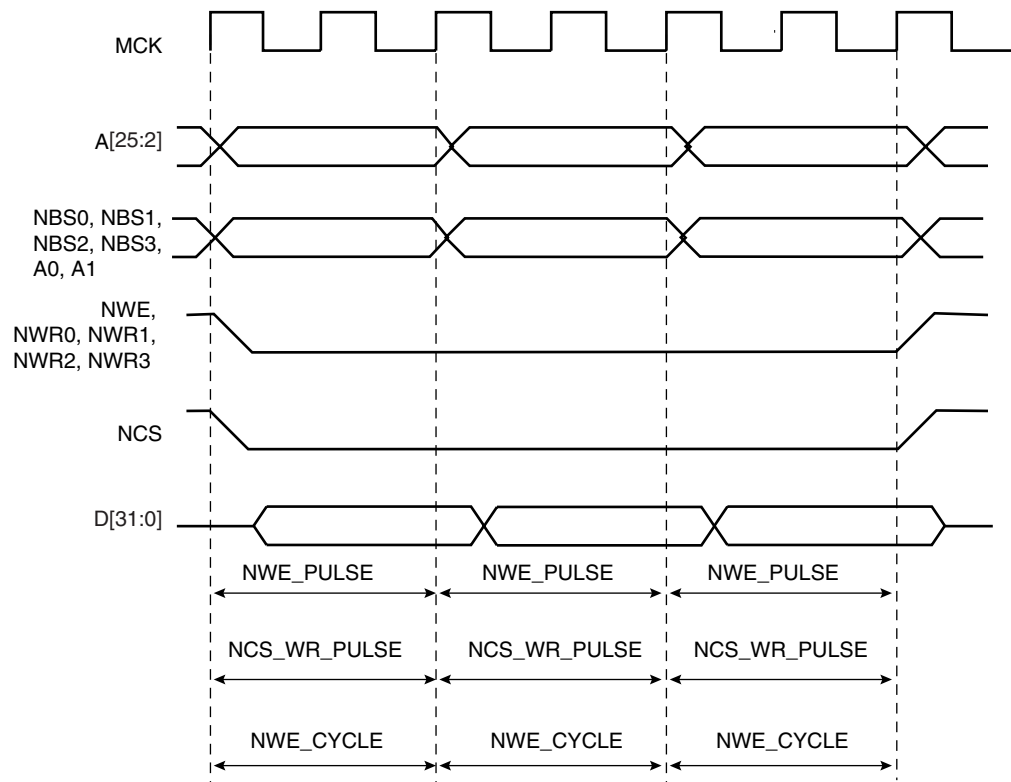 MCK
A[25:2]
NBS0, NBS1,
NBS2, NBS3,
A0, A1
NWE,
NWR0, NWR1,
NWR2, NWR3
NCS
D[31:0]
NWE_PULSE NWE_PULSE NWE_PULSE
NCS_WR_PULSE NCS_WR_PULSE NCS_WR_PULSE
NWE_CYCLE NWE_CYCLE NWE_CYCLE